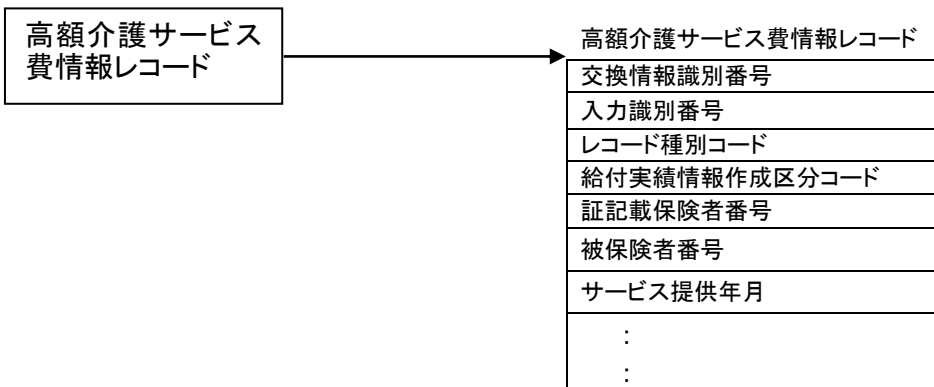 高額介護サービス
費情報レコード
高額介護サービス費情報レコード
交換情報識別番号
入力識別番号
レコード種別コード
給付実績情報作成区分コード
証記載保険者番号
被保険者番号
サービス提供年月
:
: